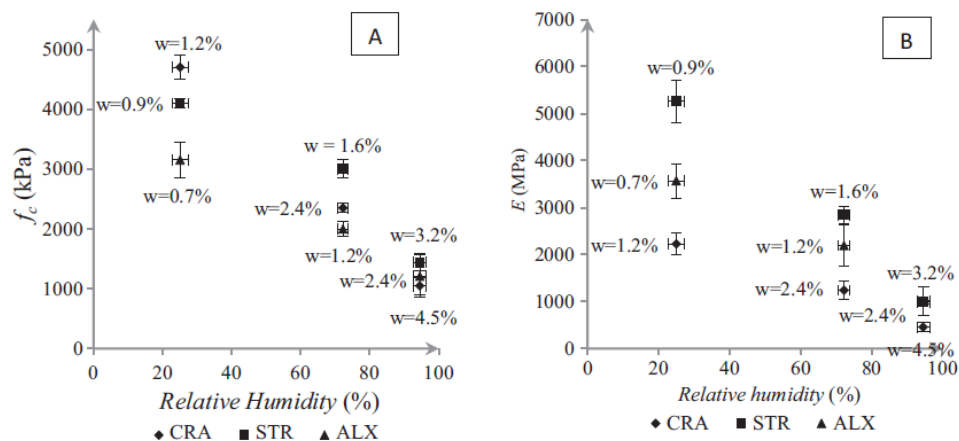 A
f_c (kPa)
5000
4000
3000
2000
1000
0
w=1.2%
w=0.9%
w=0.7%
w = 1.6%
w=2.4%
w=1.2%
w=3.2%
w=2.4%
w=4.5%
0 20 40 60 80 100
Relative Humidity (%)
CRA STR ALX
B
E (MPa)
7000
6000
5000
4000
3000
2000
1000
0
w=0.9%
w=0.7%
w=1.2%
w=1.6%
w=1.2%
w=2.4%
w=3.2%
w=2.4%
w=4.5%
0 20 40 60 80 100
Relative humidity (%)
CRA STR ALX